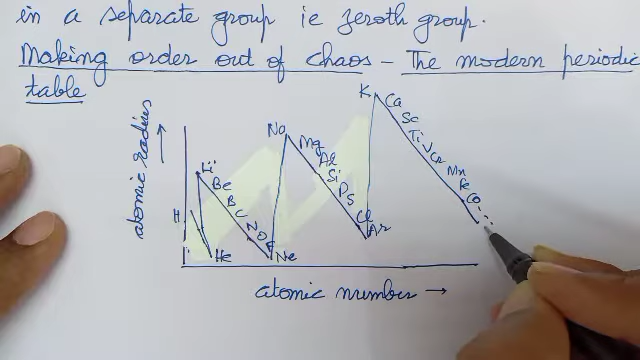 in a separate group ie zeroth group.
Making order out of chaos – The modern periodic
table
atomic radius →
H
He
Li
Be
B
C
N
O
F
Ne
Na
Mg
Al
Si
P
S
Cl
Ar
K
Ca
Sc
Ti
V
Cr
Mn
Fe
Co
atomic number →